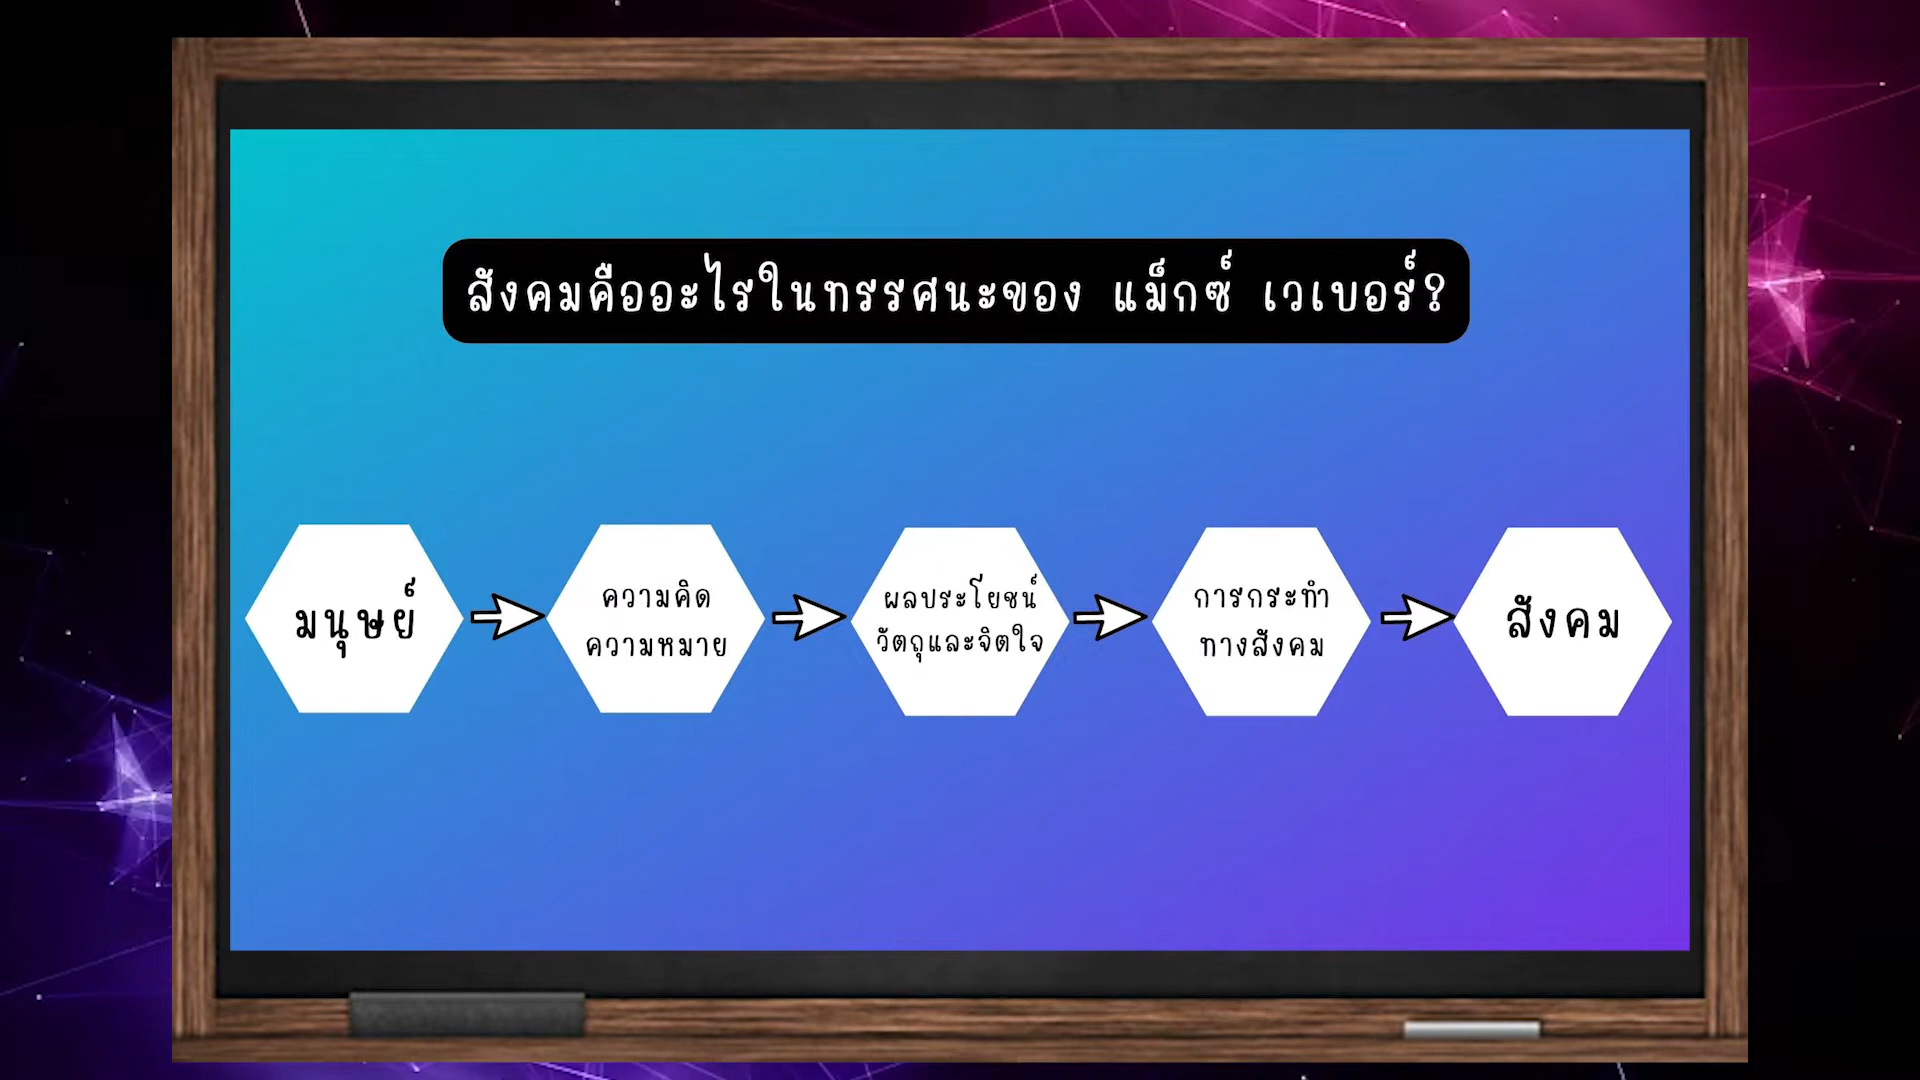 สังคมคืออะไรในทรรศนะของ แม็กซ์ เวเบอร์?
มนุษย์
ความคิด
ความหมาย
ผลประโยชน์
วัตถุและจิตใจ
การกระทำ
ทางสังคม
สังคม